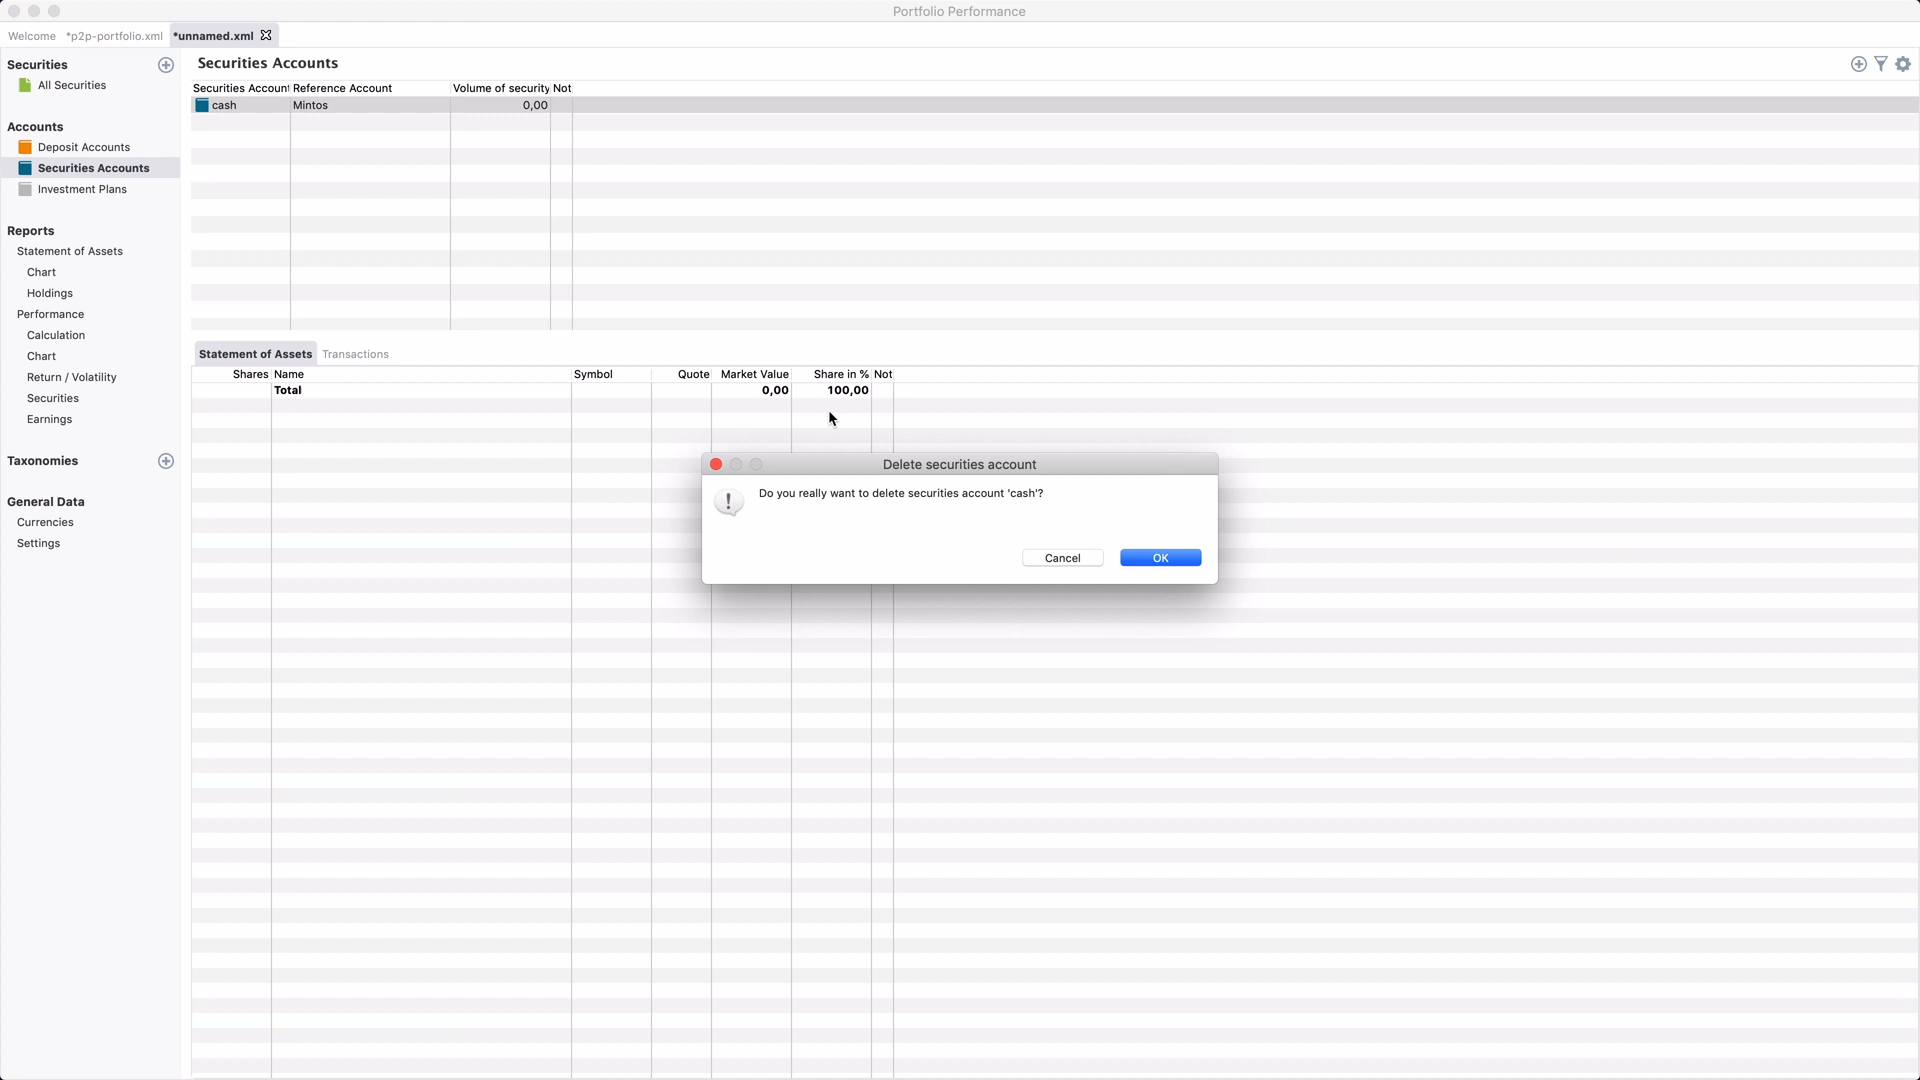 Portfolio Performance
Welcome *p2p-portfolio.xml *unnamed.xml
Securities
All Securities
Accounts
Deposit Accounts
Securities Accounts
Investment Plans
Reports
Statement of Assets
Chart
Holdings
Performance
Calculation
Chart
Return / Volatility
Securities
Earnings
Taxonomies
General Data
Currencies
Settings
Securities Accounts
Securities Account Reference Account Volume of security Not
cash Mintos 0,00
Statement of Assets Transactions
Shares Name Symbol Quote Market Value Share in % Not
Total 0,00 100,00
Delete securities account
Do you really want to delete securities account 'cash'?
Cancel OK